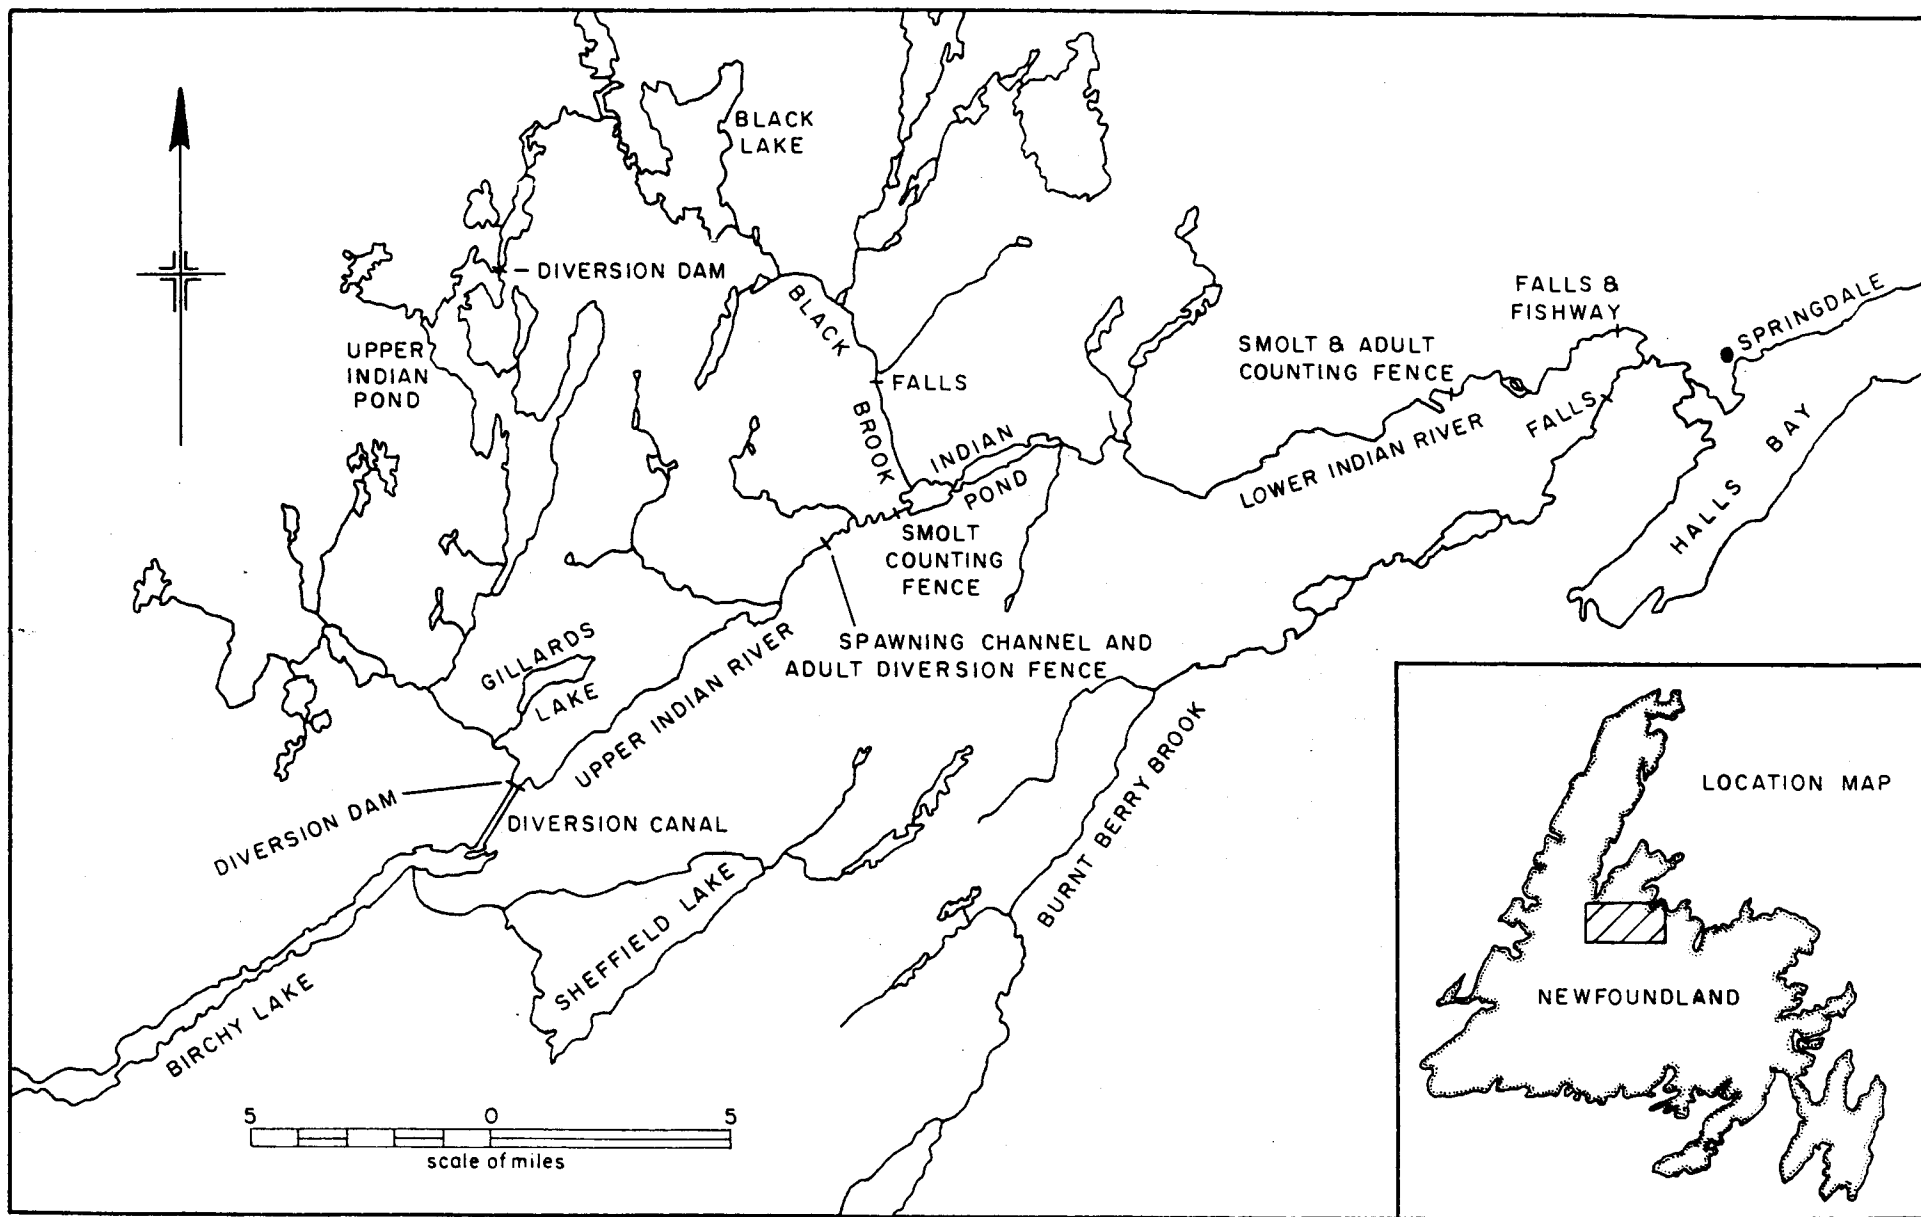 BLACK
LAKE
DIVERSION DAM
FALLS &
FISHWAY
SPRINGDALE
BLACK
BROOK
UPPER
INDIAN
POND
SMOLT & ADULT
COUNTING FENCE
FALLS
FALLS
INDIAN
POND
LOWER INDIAN RIVER
HALLS BAY
SMOLT
COUNTING
FENCE
SPAWNING CHANNEL AND
ADULT DIVERSION FENCE
GILLARDS
LAKE
UPPER INDIAN RIVER
DIVERSION DAM
DIVERSION CANAL
BURNT BERRY BROOK
SHEFFIELD LAKE
BIRCHY LAKE
LOCATION MAP
NEWFOUNDLAND
5 0 5
scale of miles